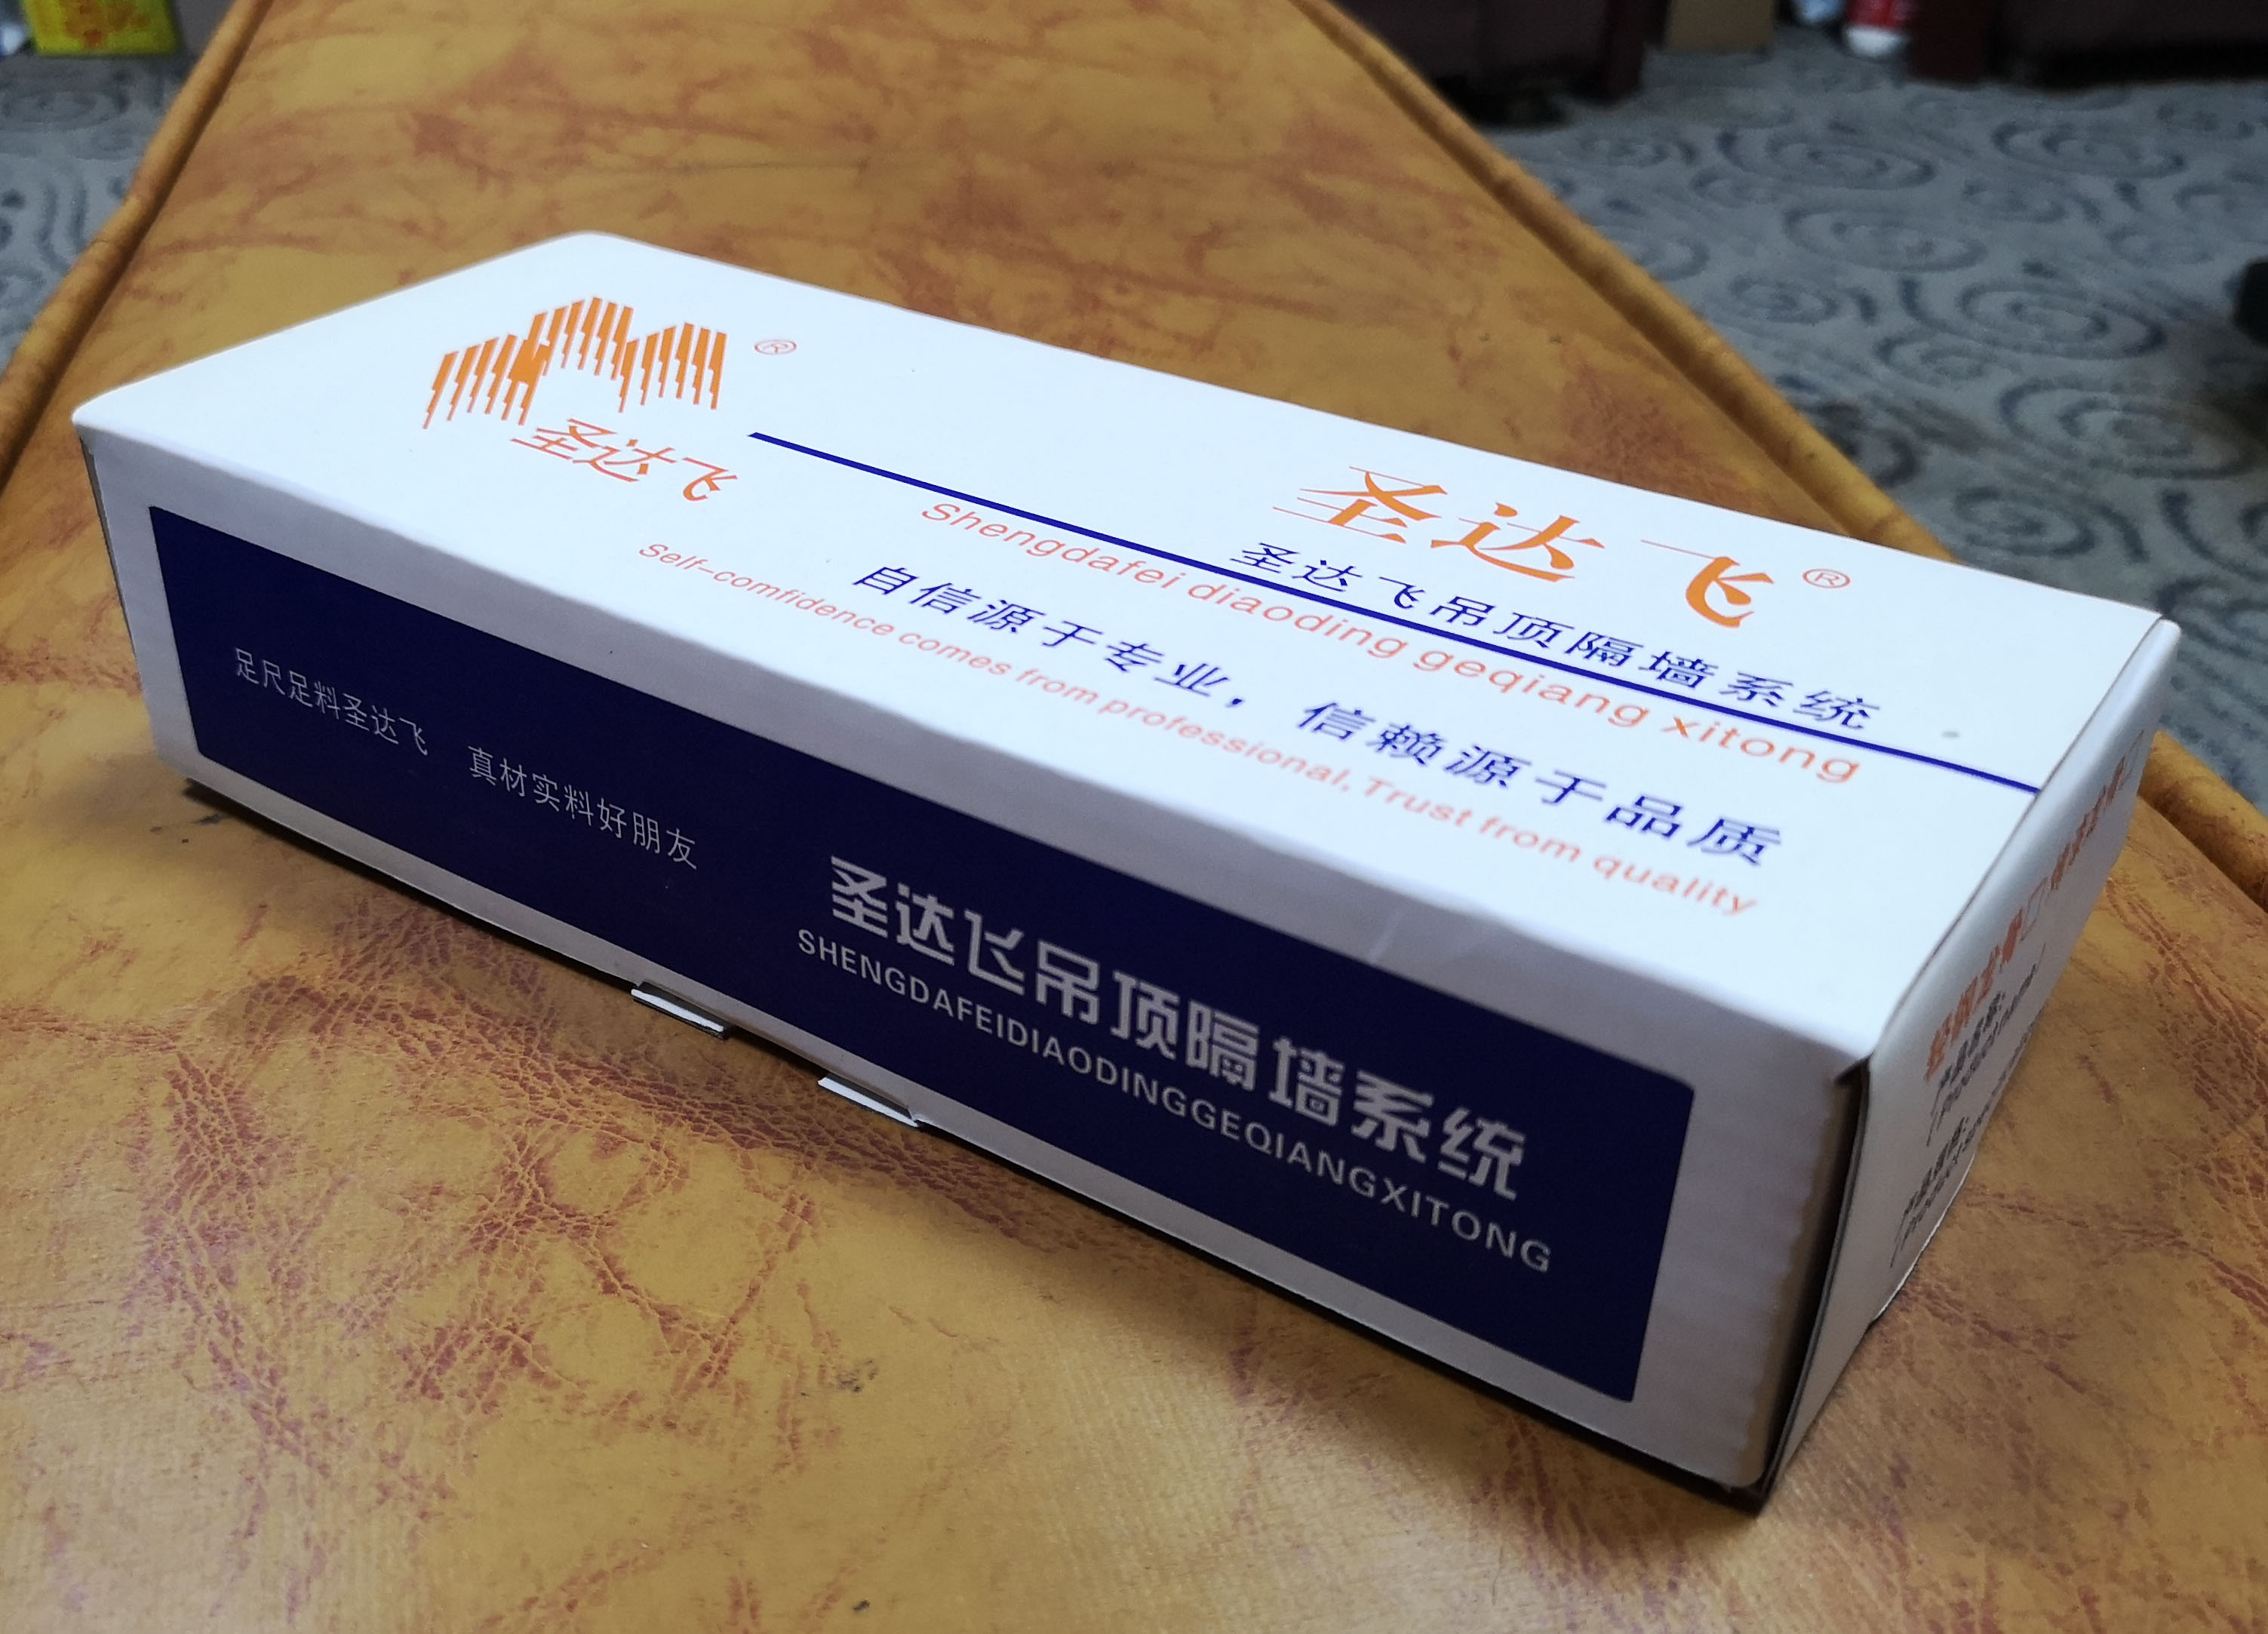 ®
圣达飞
圣达飞®
圣达飞吊顶隔墙系统
Shengdafei diaoding geqiang xitong
自信源于专业，信赖源于品质
Self-comfidence comes from professional,Trust from quality
足尺足料圣达飞 真材实料好朋友
圣达飞吊顶隔墙系统
SHENGDAFEIDIAODINGGEQIANGXITONG